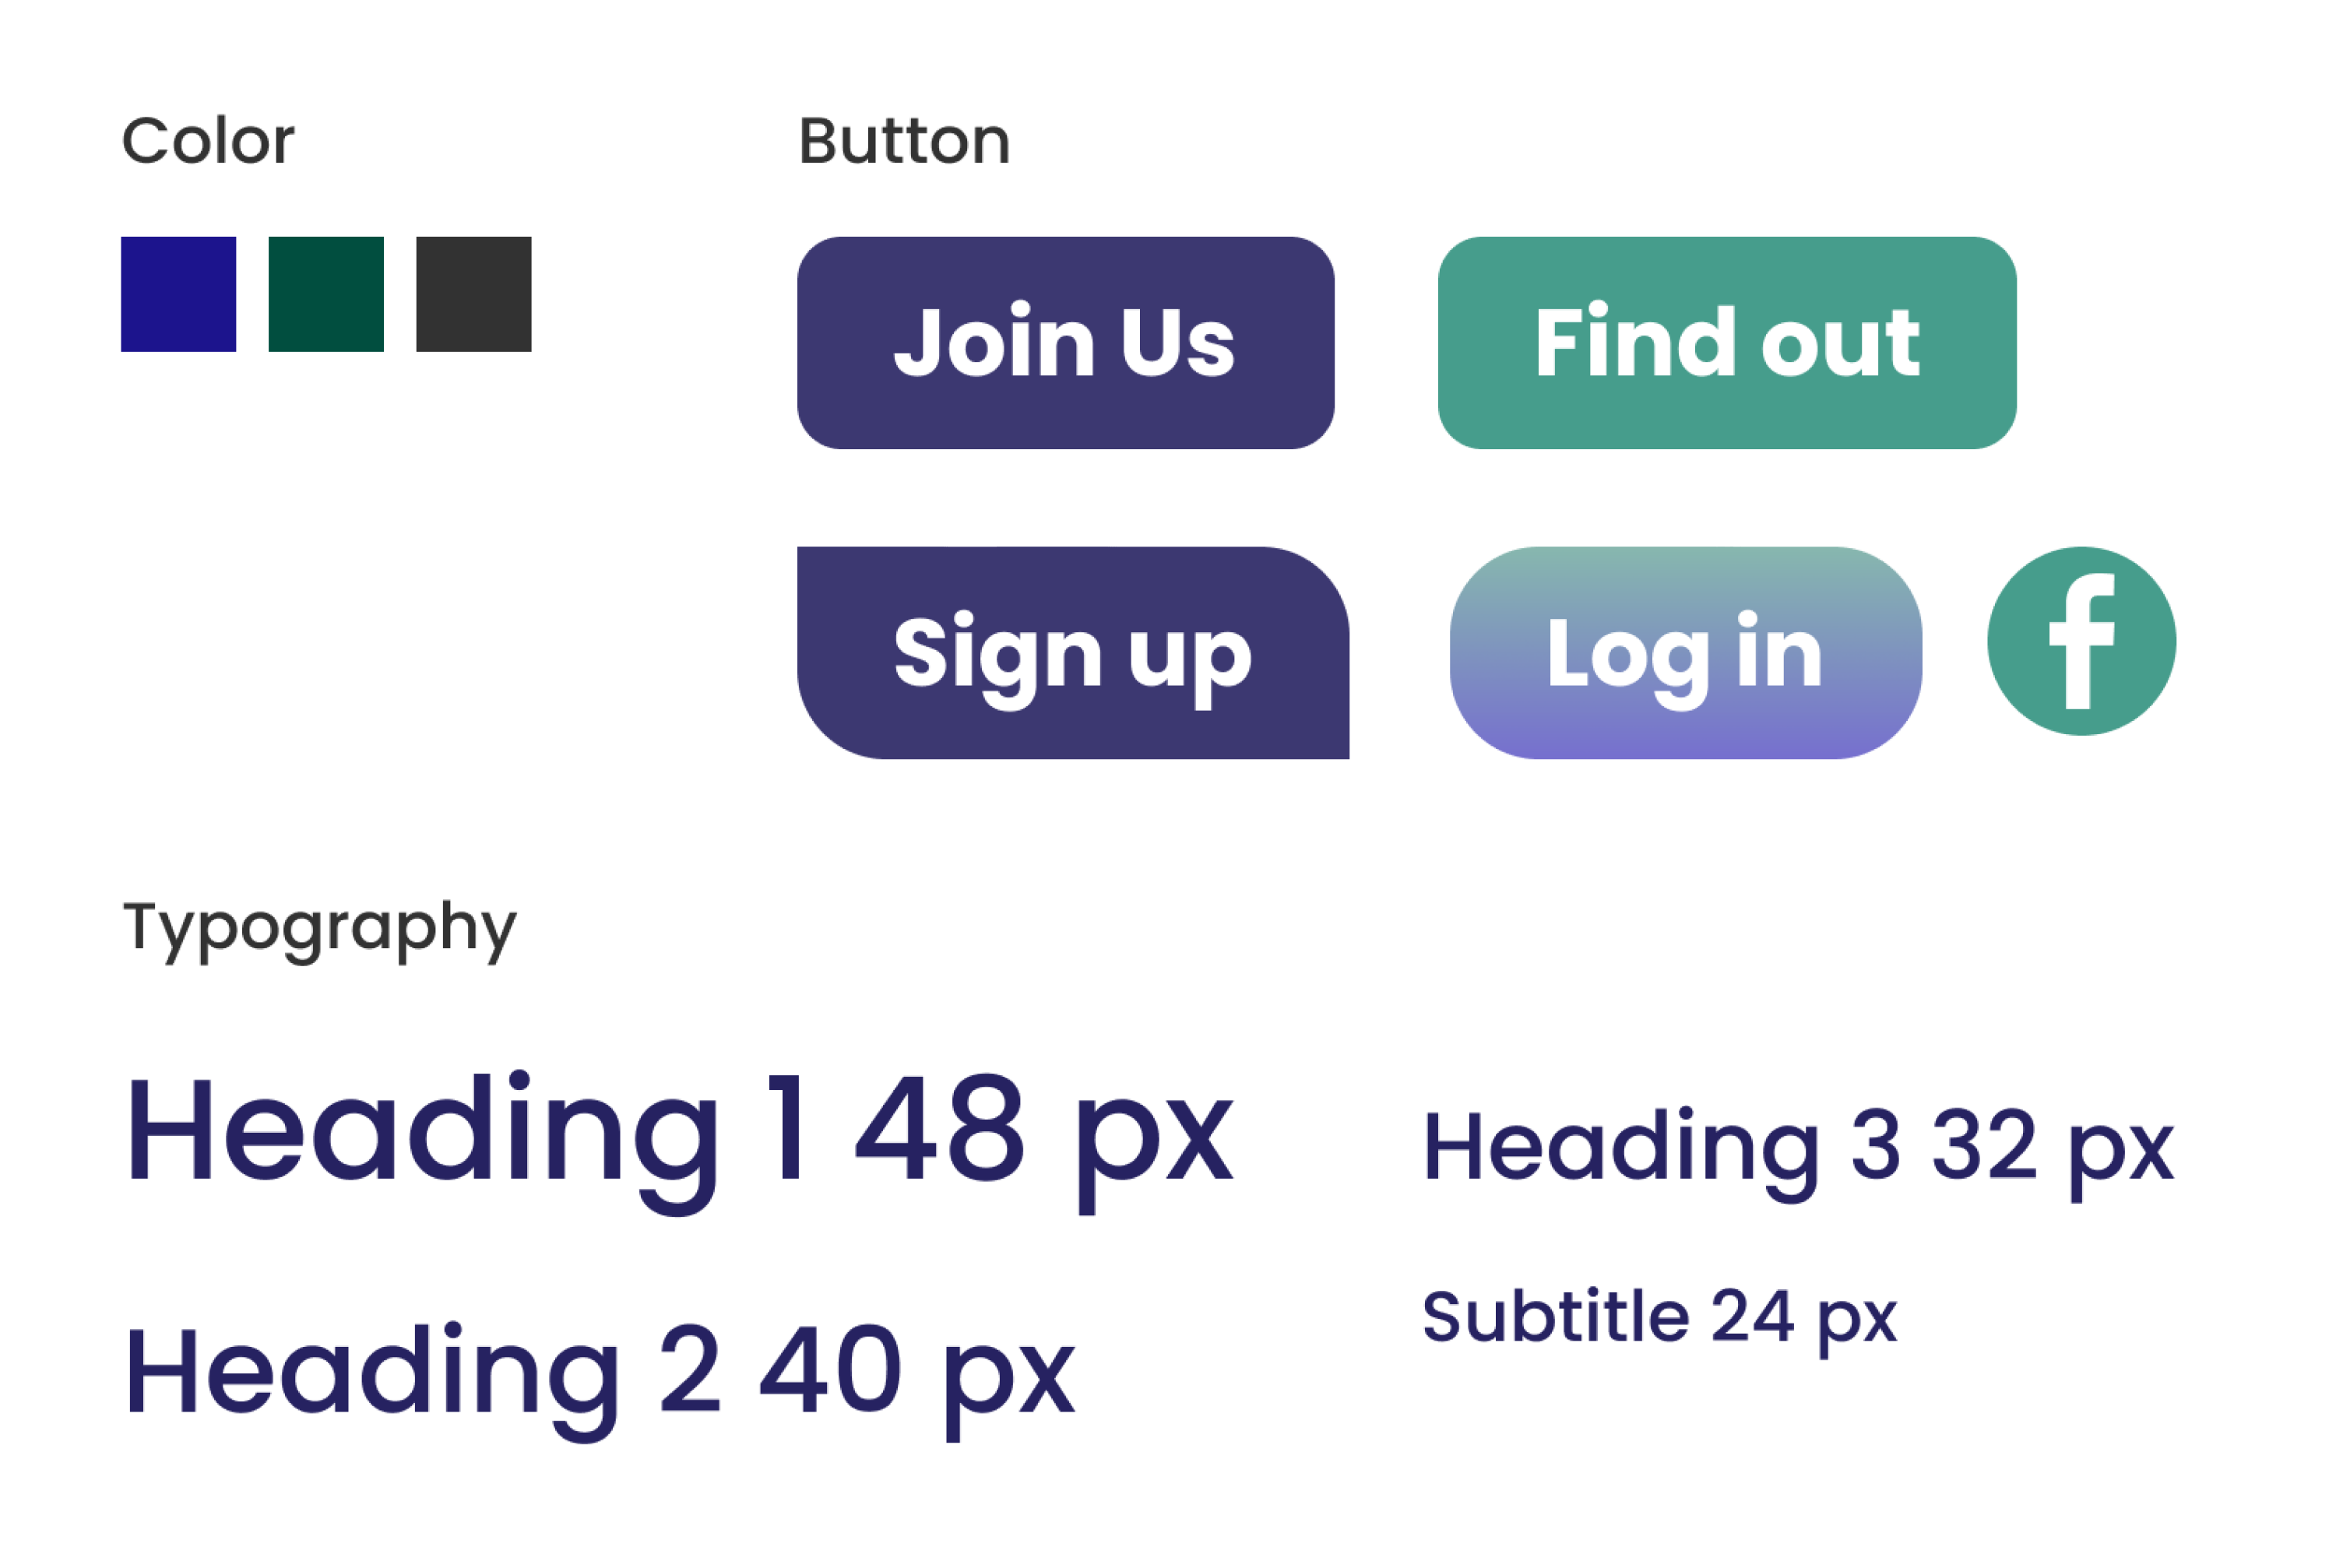 Color
Button
Join Us
Find out
Sign up
Log in
f
Typography
Heading 1 48 px
Heading 3 32 px
Heading 2 40 px
Subtitle 24 px